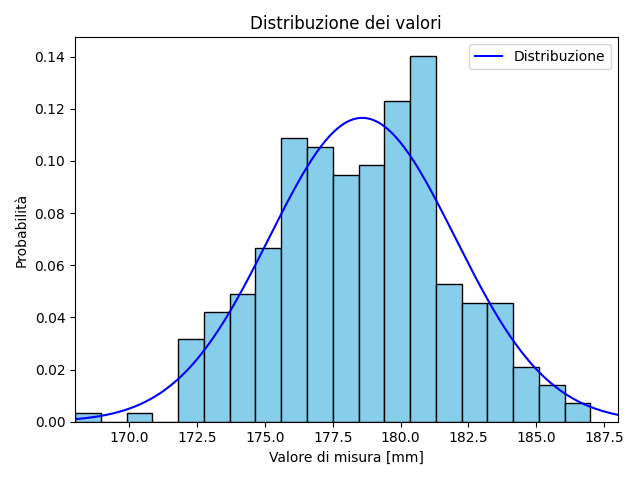 Distribuzione dei valori
Distribuzione
Probabilità
0.14
0.12
0.10
0.08
0.06
0.04
0.02
0.00
170.0 172.5 175.0 177.5 180.0 182.5 185.0 187.5
Valore di misura [mm]